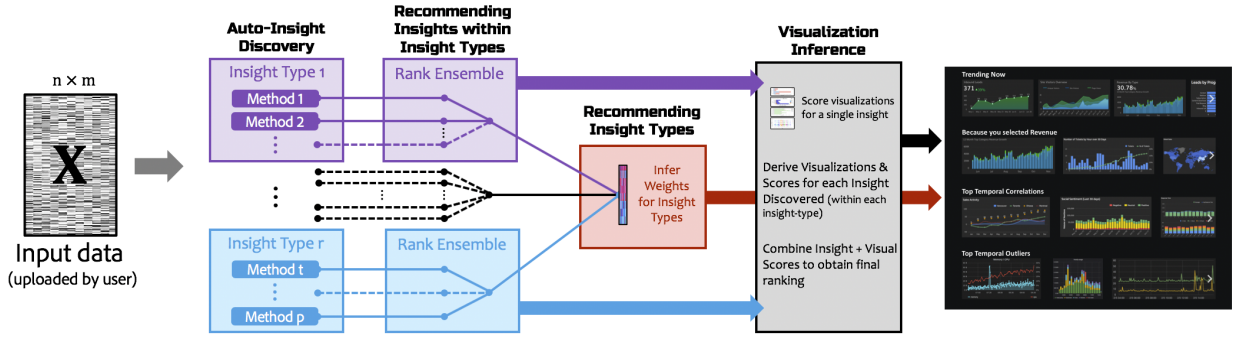 n × m
X
Input data
(uploaded by user)
Auto-Insight
Discovery
Insight Type 1
Method 1
Method 2
Insight Type r
Method t
Method p
Recommending
Insights within
Insight Types
Rank Ensemble
Rank Ensemble
Recommending
Insight Types
Infer
Weights
for Insight
Types
Visualization
Inference
Score visualizations
for a single insight
Derive Visualizations &
Scores for each Insight
Discovered (within each
insight-type)
Combine Insight + Visual
Scores to obtain final
ranking
Trending Now
371
30.78
Because you selected Revenue
Top Temporal Correlations
Top Temporal Outliers